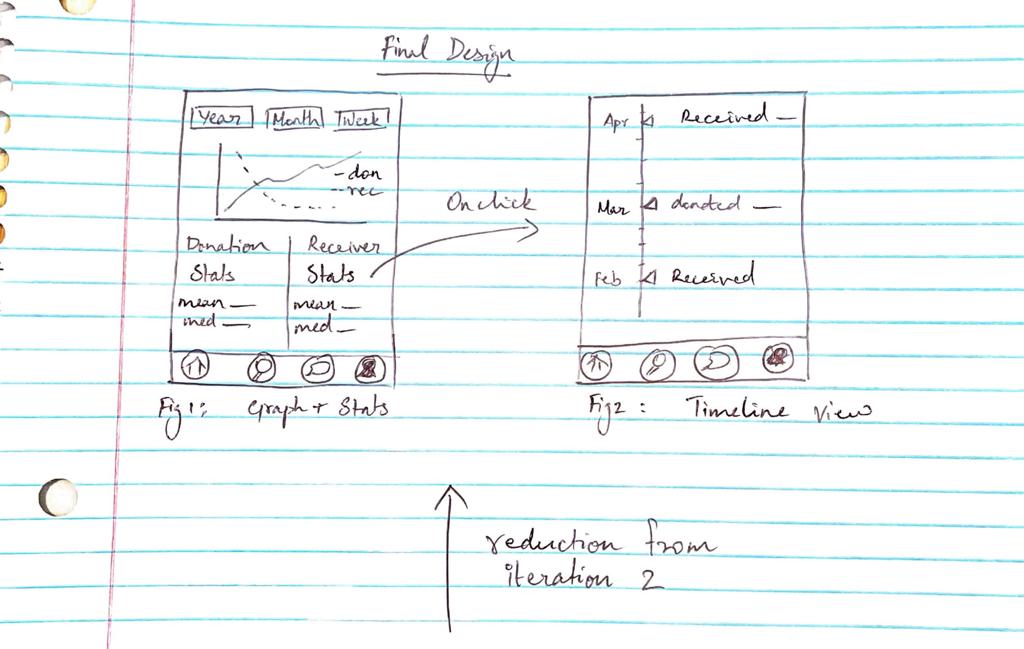 Final Design
Year Month Week
- don
-- rec
Donation Receiver
Stats Stats
mean — mean —
med — med —
Fig 1: Graph + Stats
On click
Apr Received —
Mar donated —
Feb Received
Fig 2: Timeline View
reduction from
iteration 2